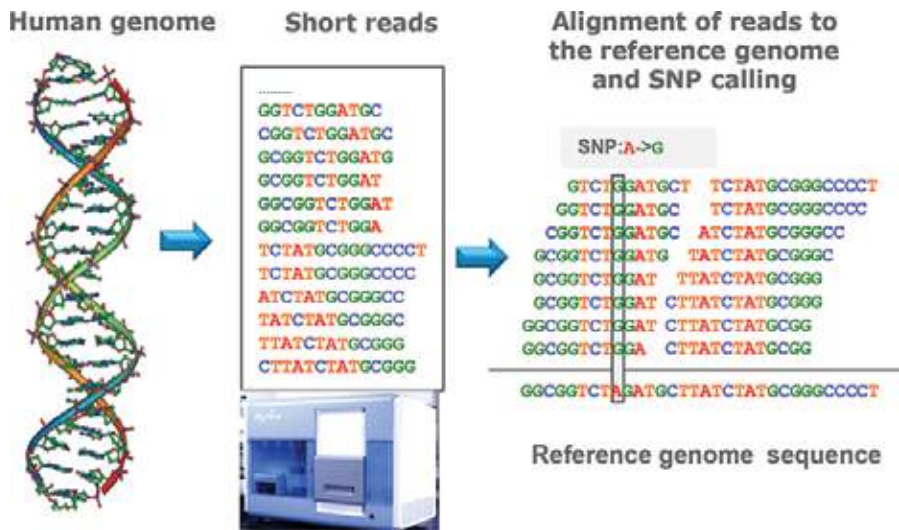 Human genome
Short reads
Alignment of reads to
the reference genome
and SNP calling
GGTCTGGATGC
CGGTCTGGATGC
GCGGTCTGGATG
GCGGTCTGGAT
GGCGGTCTGGAT
GGCGGTCTGGA
TCTATGCGGGCCCCT
TCTATGCGGGCCCC
ATCTATGCGGGCC
TATCTATGCGGGC
TTATCTATGCGGG
CTTATCTATGCGGG
SNP:A->G
GTCTGGATGCT TCTATGCGGGCCCCT
GGTCTGGATGC TCTATGCGGGCCCC
CGGTCTGGATGC ATCTATGCGGGCC
GCGGTCTGGATG TATCTATGCGGGC
GCGGTCTGGAT TTATCTATGCGGG
GCGGTCTGGAT CTTATCTATGCGGG
GGCGGTCTGGAT CTTATCTATGCGG
GGCGGTCTGGA CTTATCTATGCGG
GGCGGTCTAGATGCTTATCTATGCGGGCCCCT
Reference genome sequence